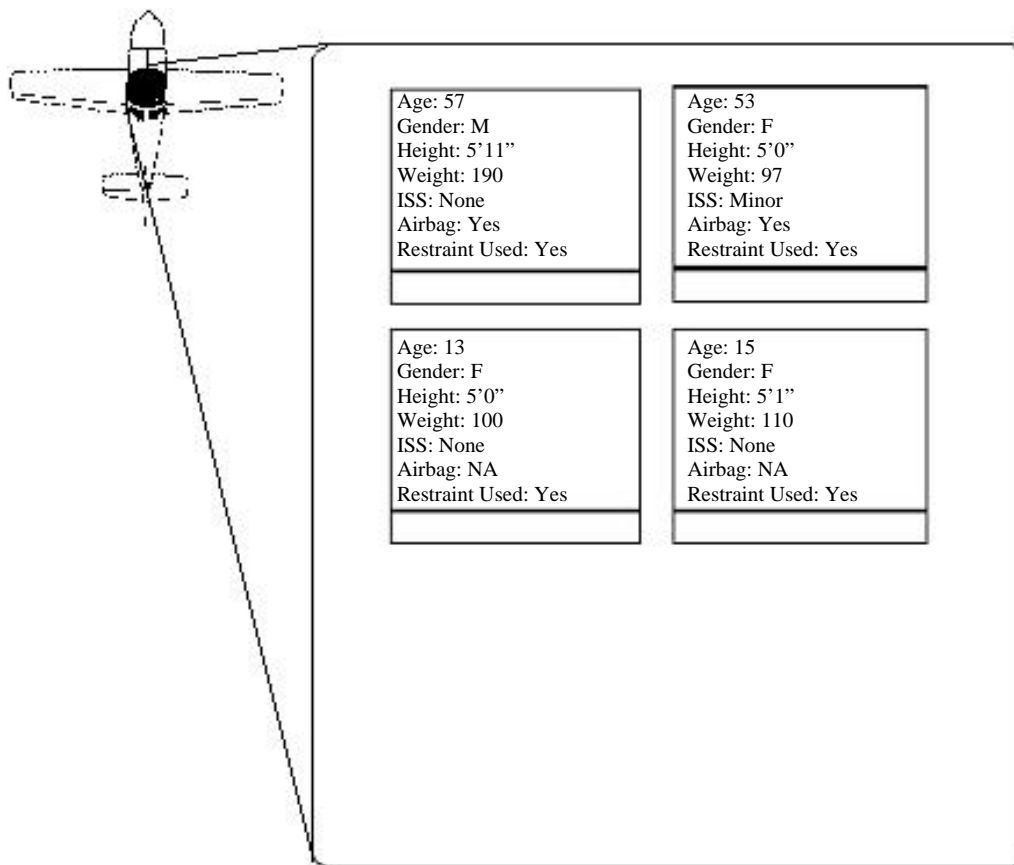 Age: 57
Gender: M
Height: 5’11”
Weight: 190
ISS: None
Airbag: Yes
Restraint Used: Yes
Age: 53
Gender: F
Height: 5’0”
Weight: 97
ISS: Minor
Airbag: Yes
Restraint Used: Yes
Age: 13
Gender: F
Height: 5’0”
Weight: 100
ISS: None
Airbag: NA
Restraint Used: Yes
Age: 15
Gender: F
Height: 5’1”
Weight: 110
ISS: None
Airbag: NA
Restraint Used: Yes